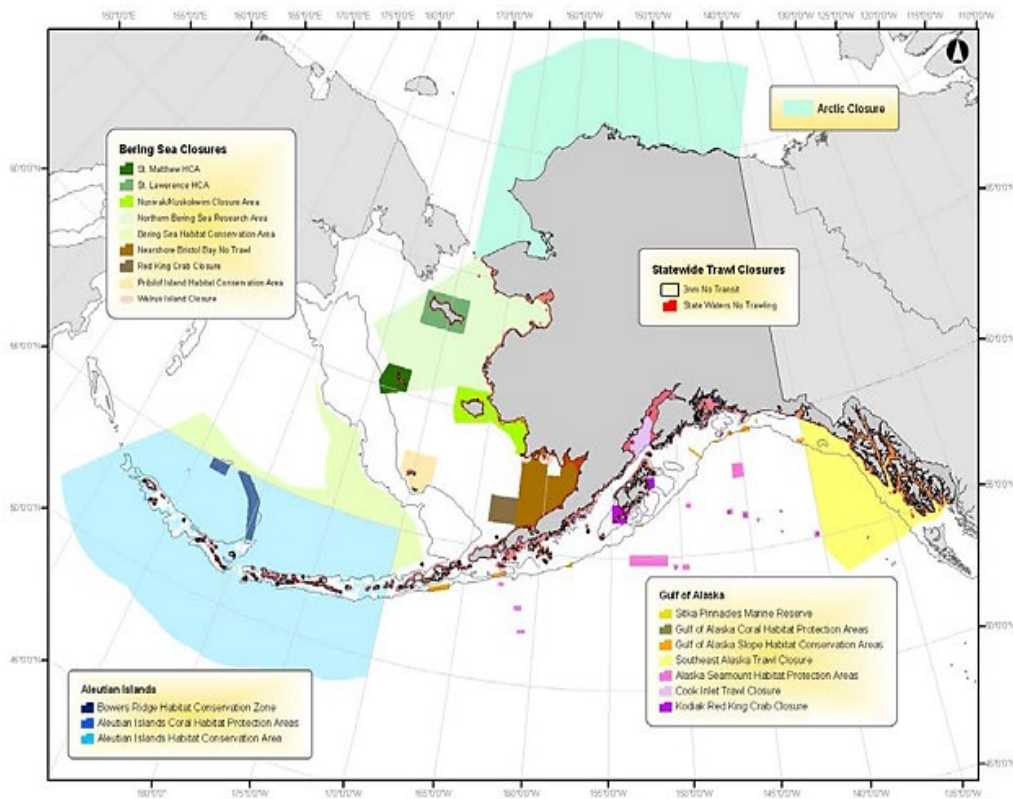 Arctic Closure
Bering Sea Closures
St. Matthew HCA
St. Lawerence HCA
Nunivak/Kuskokwim Closure Area
Northern Bering Sea Research Area
Bering Sea Habitat Conservation Area
Nearshore Bristol Bay No Trawl
Red King Crab Closure
Pribilof Island Habitat Conservation Area
Walrus Island Closure
Statewide Trawl Closures
3nm No Transit
State Waters No Trawling
Gulf of Alaska
Sitka Pinnacles Marine Reserve
Gulf of Alaska Coral Habitat Protection Areas
Gulf of Alaska Slope Habitat Conservation Areas
Southeast Alaska Trawl Closure
Alaska Seamount Habitat Protection Areas
Cook Inlet Trawl Closure
Kodiak Red King Crab Closure
Aleutian Islands
Bowers Ridge Habitat Conservation Zone
Aleutian Islands Coral Habitat Protection Areas
Aleutian Islands Habitat Conservation Area